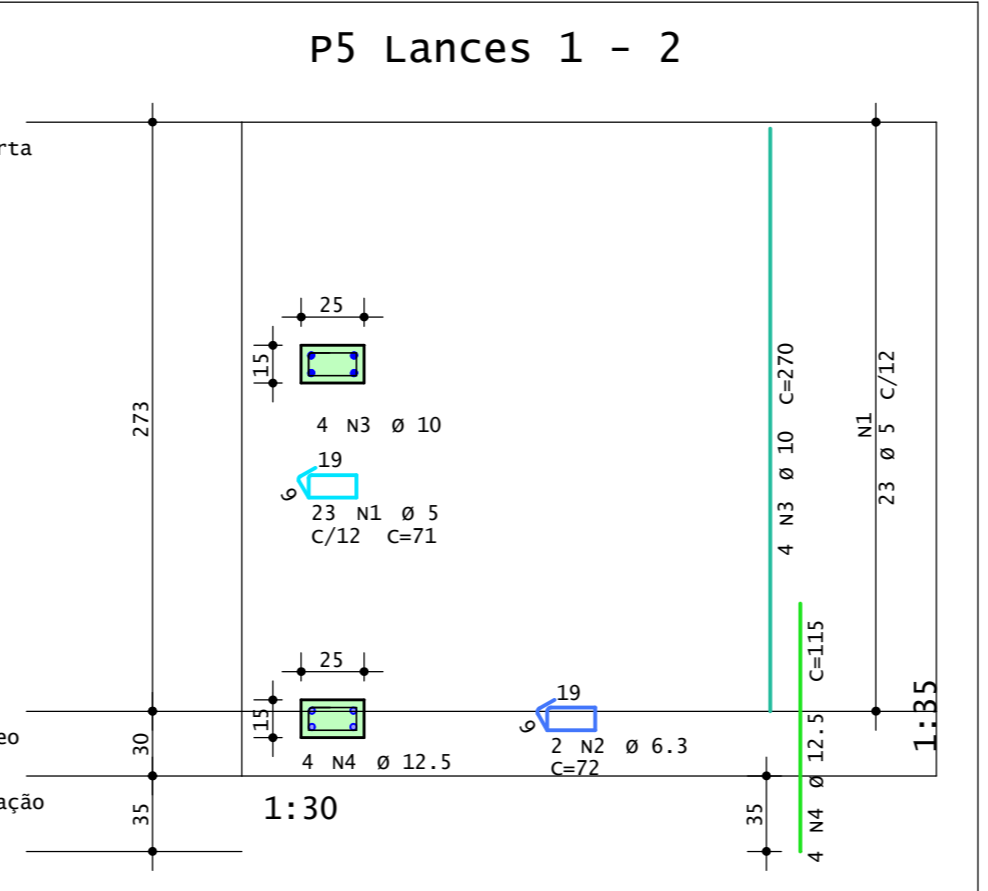 P5 Lances 1 - 2
rta
25
15
273
4 N3 Ø 10
19
9
23 N1 Ø 5
C/12 C=71
4 N3 Ø 10 C=270
N1
23 Ø 5 C/12
25
15
4 N4 Ø 12.5
19
9
2 N2 Ø 6.3
C=72
4 N4 Ø 12.5 C=115
1:35
eo
30
ação
35
1:30
35